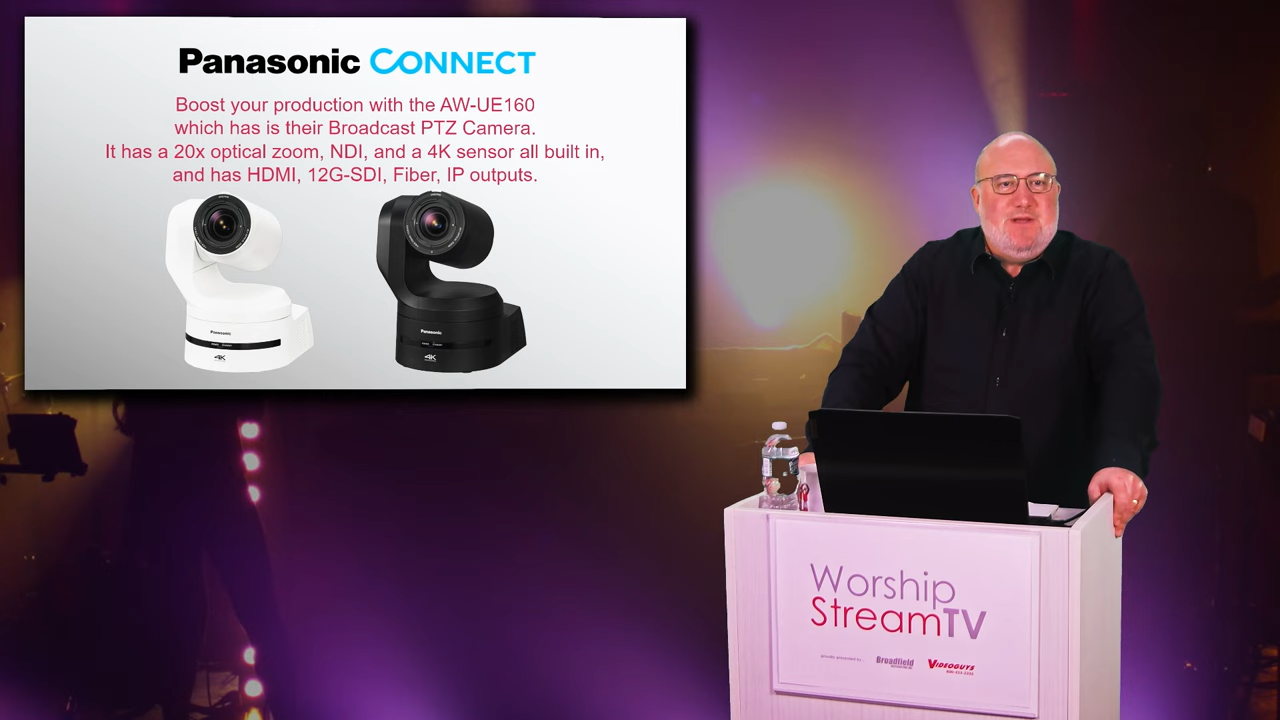 Panasonic CONNECT
Boost your production with the AW-UE160
which has is their Broadcast PTZ Camera.
It has a 20x optical zoom, NDI, and a 4K sensor all built in,
and has HDMI, 12G-SDI, Fiber, IP outputs.
Panasonic
Panasonic
4K
4K
Worship
StreamTV
Broadfield
VIDEOGUYS